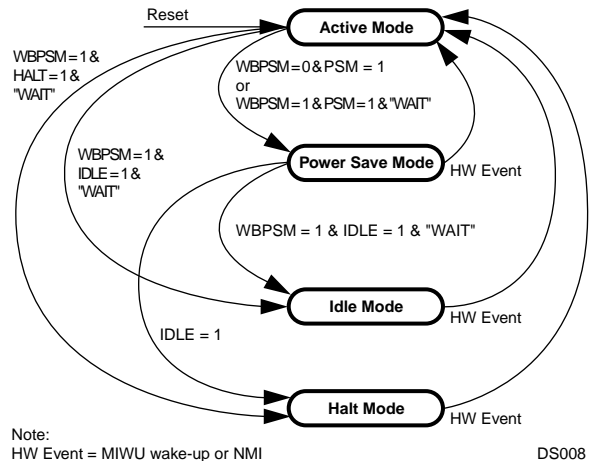 Reset
Active Mode
WBPSM = 1 &
HALT = 1 &
"WAIT"
WBPSM = 0 & PSM = 1
or
WBPSM = 1 & PSM = 1 & "WAIT"
WBPSM = 1 &
IDLE = 1 &
"WAIT"
Power Save Mode
HW Event
WBPSM = 1 & IDLE = 1 & "WAIT"
Idle Mode
HW Event
IDLE = 1
Halt Mode
HW Event
Note:
HW Event = MIWU wake-up or NMI
DS008